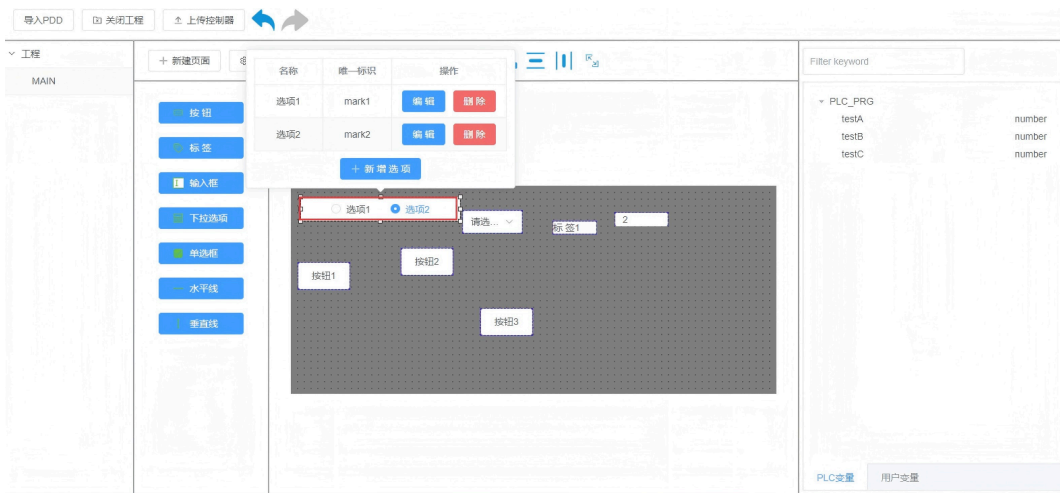 导入PDD 关闭工程 上传控制器
工程
MAIN
新建页面
名称 唯一标识 操作
选项1 mark1 编辑 删除
选项2 mark2 编辑 删除
+ 新增选项
按钮
标签
输入框
下拉选项
单选框
水平线
垂直线
选项1 选项2
请选...
标签1
2
按钮1
按钮2
按钮3
Filter keyword
PLC_PRG
testA number
testB number
testC number
PLC变量 用户变量